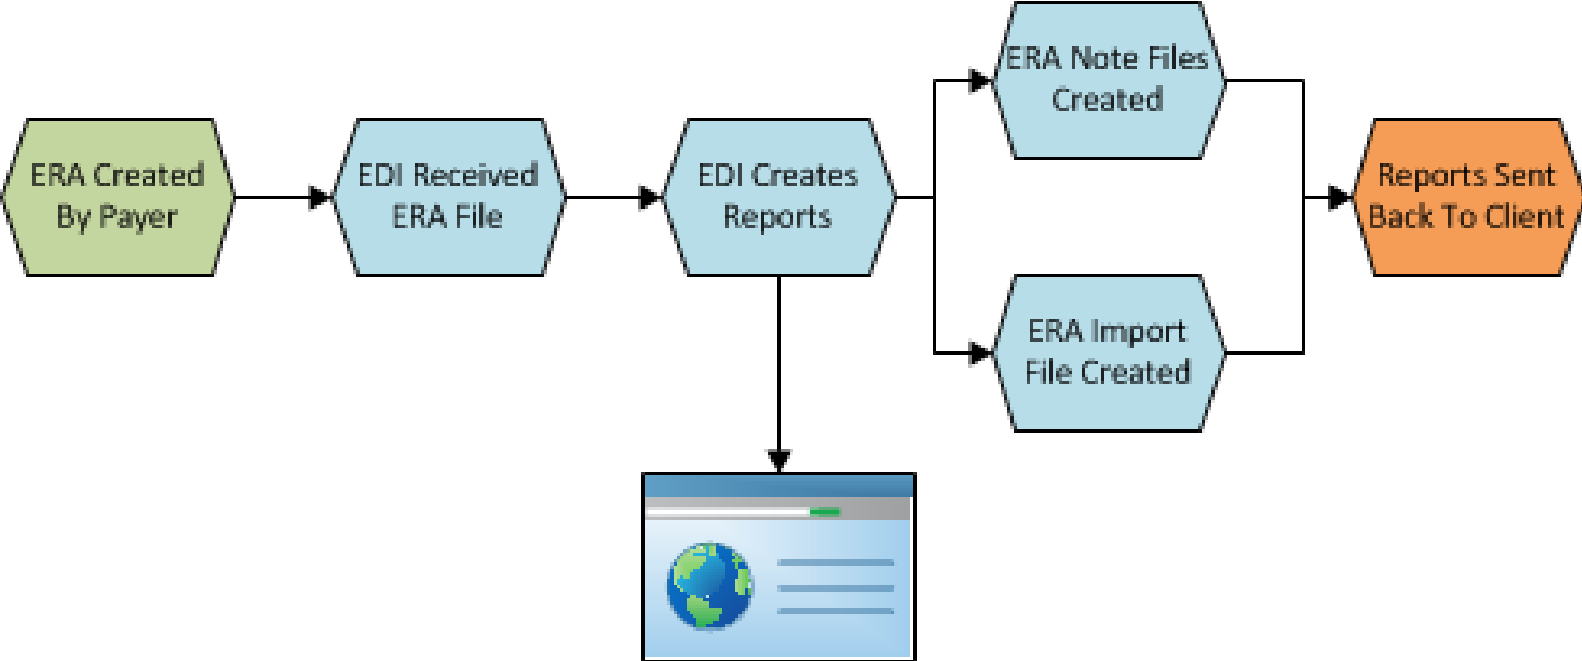 ERA Created
By Payer
EDI Received
ERA File
EDI Creates
Reports
ERA Note Files
Created
ERA Import
File Created
Reports Sent
Back To Client